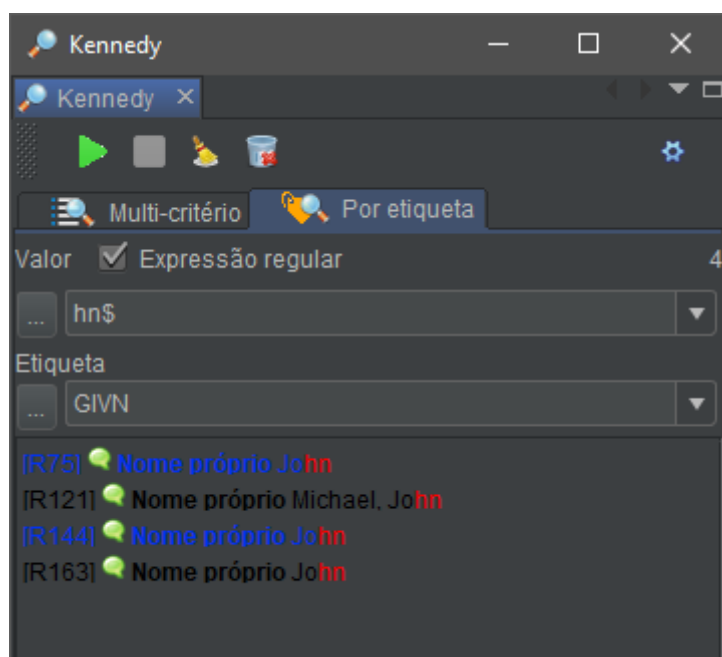 Kennedy
Kennedy
Multi-critério Por etiqueta
Valor Expressão regular 4
... hn$
Etiqueta
... GIVN
[R75] Nome próprio John
[R121] Nome próprio Michael, John
[R144] Nome próprio John
[R163] Nome próprio John